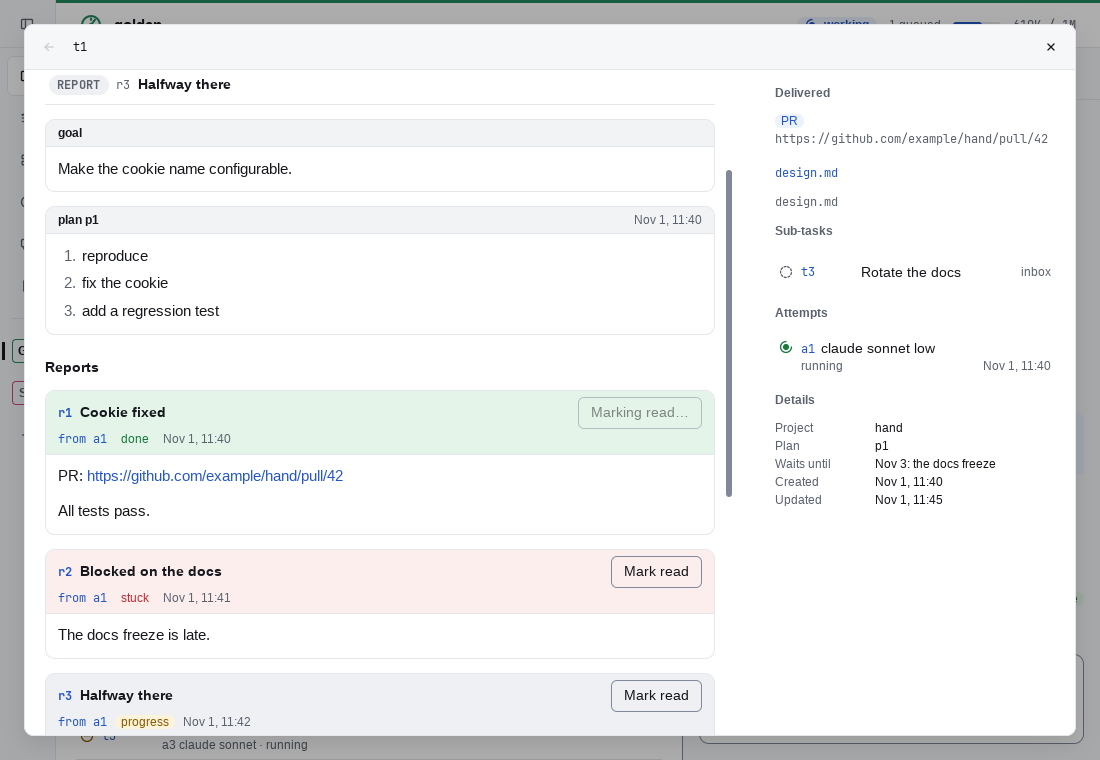 golden
working
1 queued
t1
REPORT r3 Halfway there
goal
Make the cookie name configurable.
plan p1
Nov 1, 11:40
1. reproduce
2. fix the cookie
3. add a regression test
Reports
r1 Cookie fixed
Marking read…
from a1 done Nov 1, 11:40
PR: https://github.com/example/hand/pull/42
All tests pass.
r2 Blocked on the docs
Mark read
from a1 stuck Nov 1, 11:41
The docs freeze is late.
r3 Halfway there
Mark read
from a1 progress Nov 1, 11:42
a3 claude sonnet · running
Delivered
PR
https://github.com/example/hand/pull/42
design.md
design.md
Sub-tasks
t3 Rotate the docs inbox
Attempts
a1 claude sonnet low
running Nov 1, 11:40
Details
Project hand
Plan p1
Waits until Nov 3: the docs freeze
Created Nov 1, 11:40
Updated Nov 1, 11:45